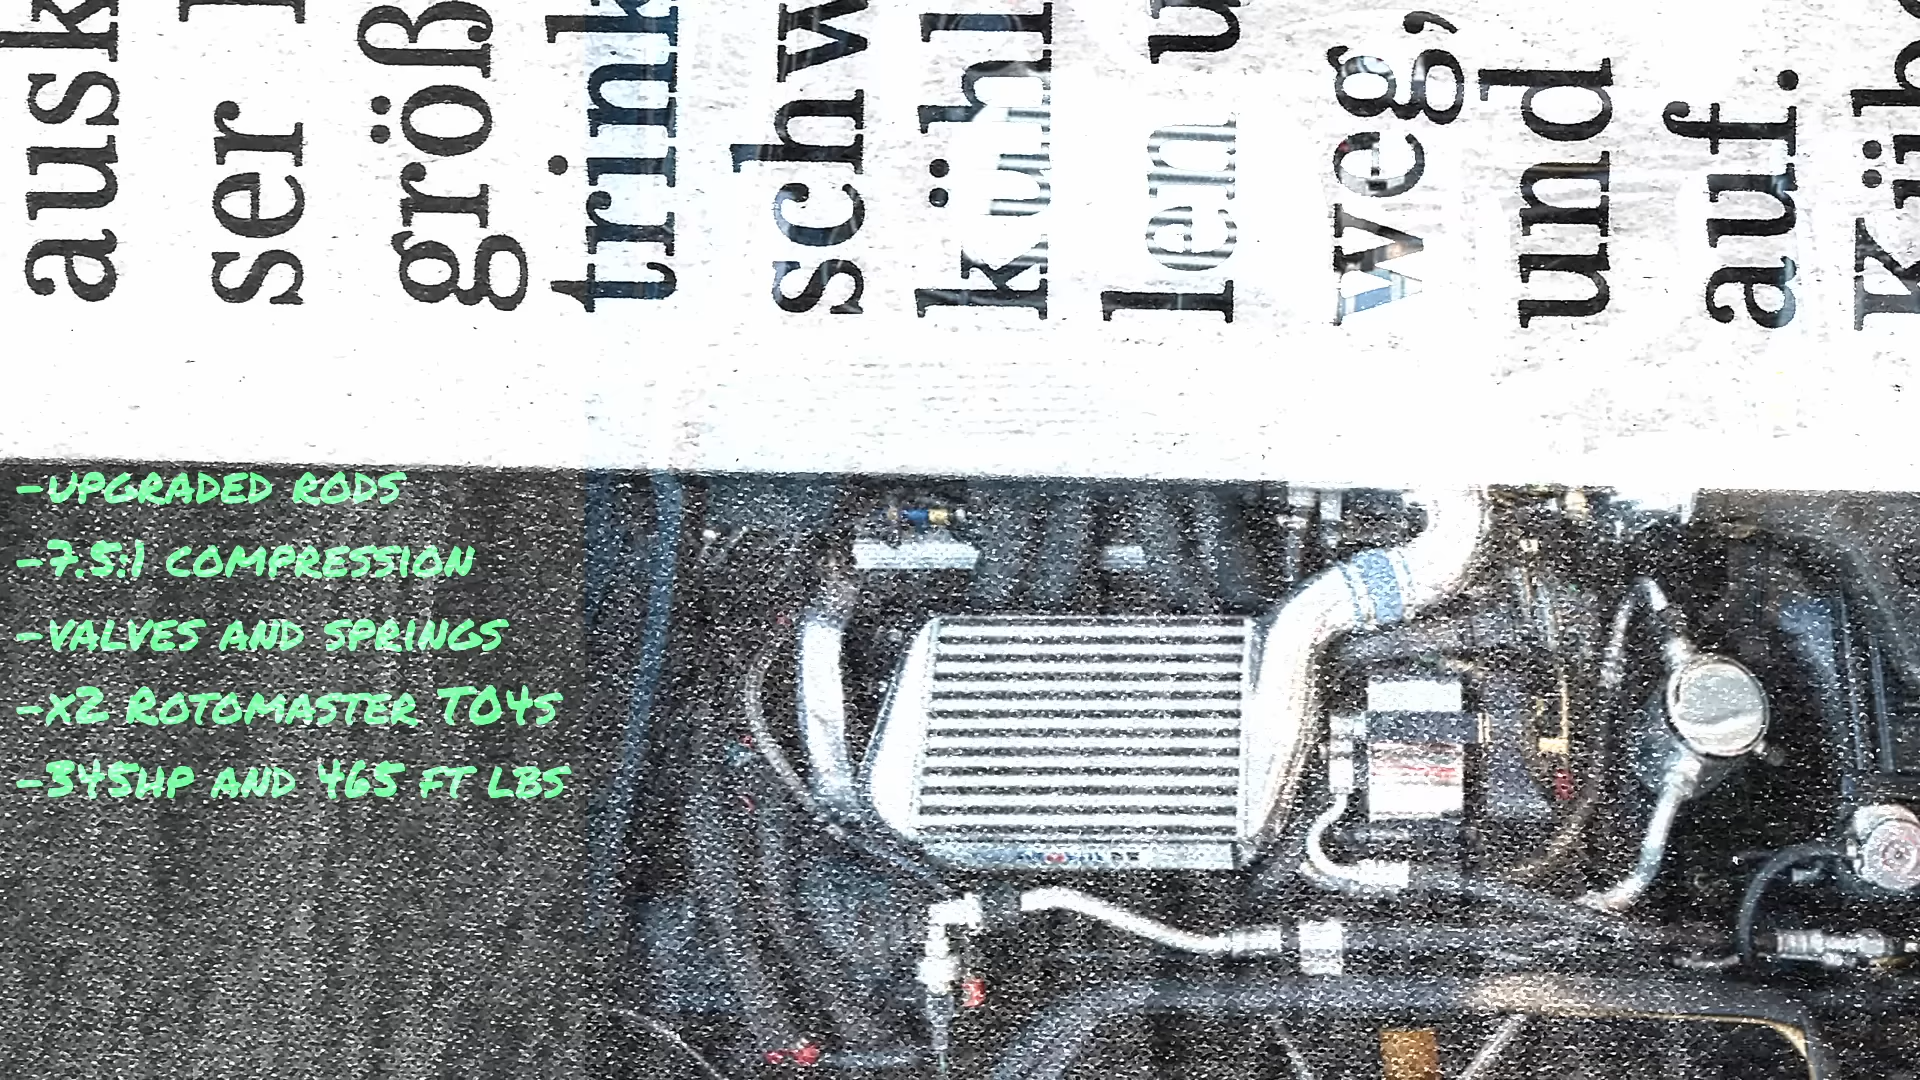 ausk
ser
größ
trink
schw
kühl
len u
weg,
und
auf.
-UPGRADED RODS
-7.5:1 COMPRESSION
-VALVES AND SPRINGS
-X2 ROTOMASTER TO4S
-345HP AND 465 FT LBS